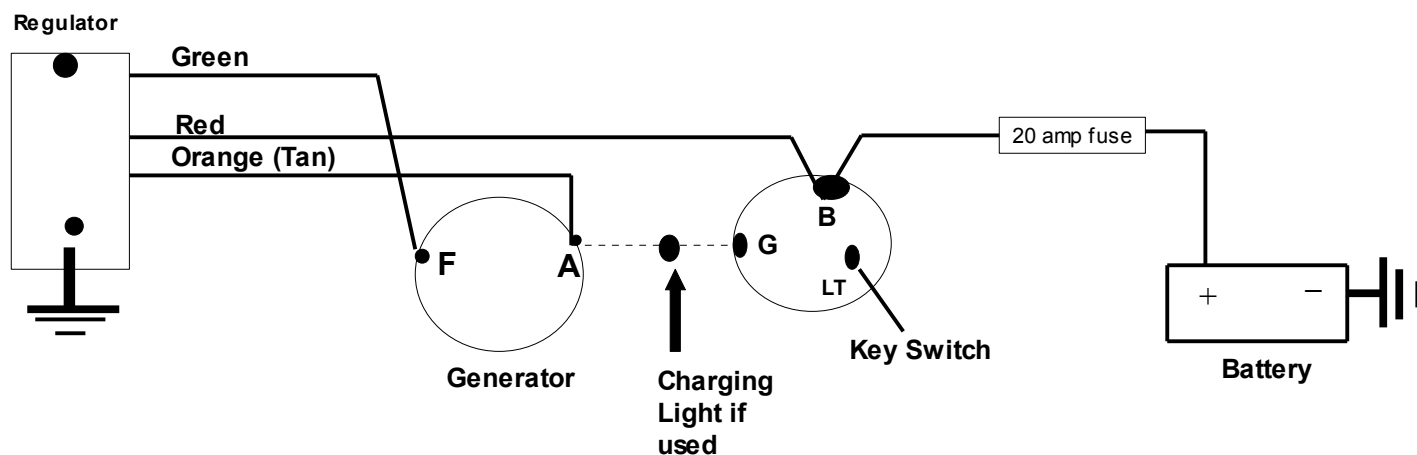 Regulator
Green
Red
Orange (Tan)
20 amp fuse
B
G
F
A
LT
Key Switch
Generator
Charging
Light if
used
+
−
Battery